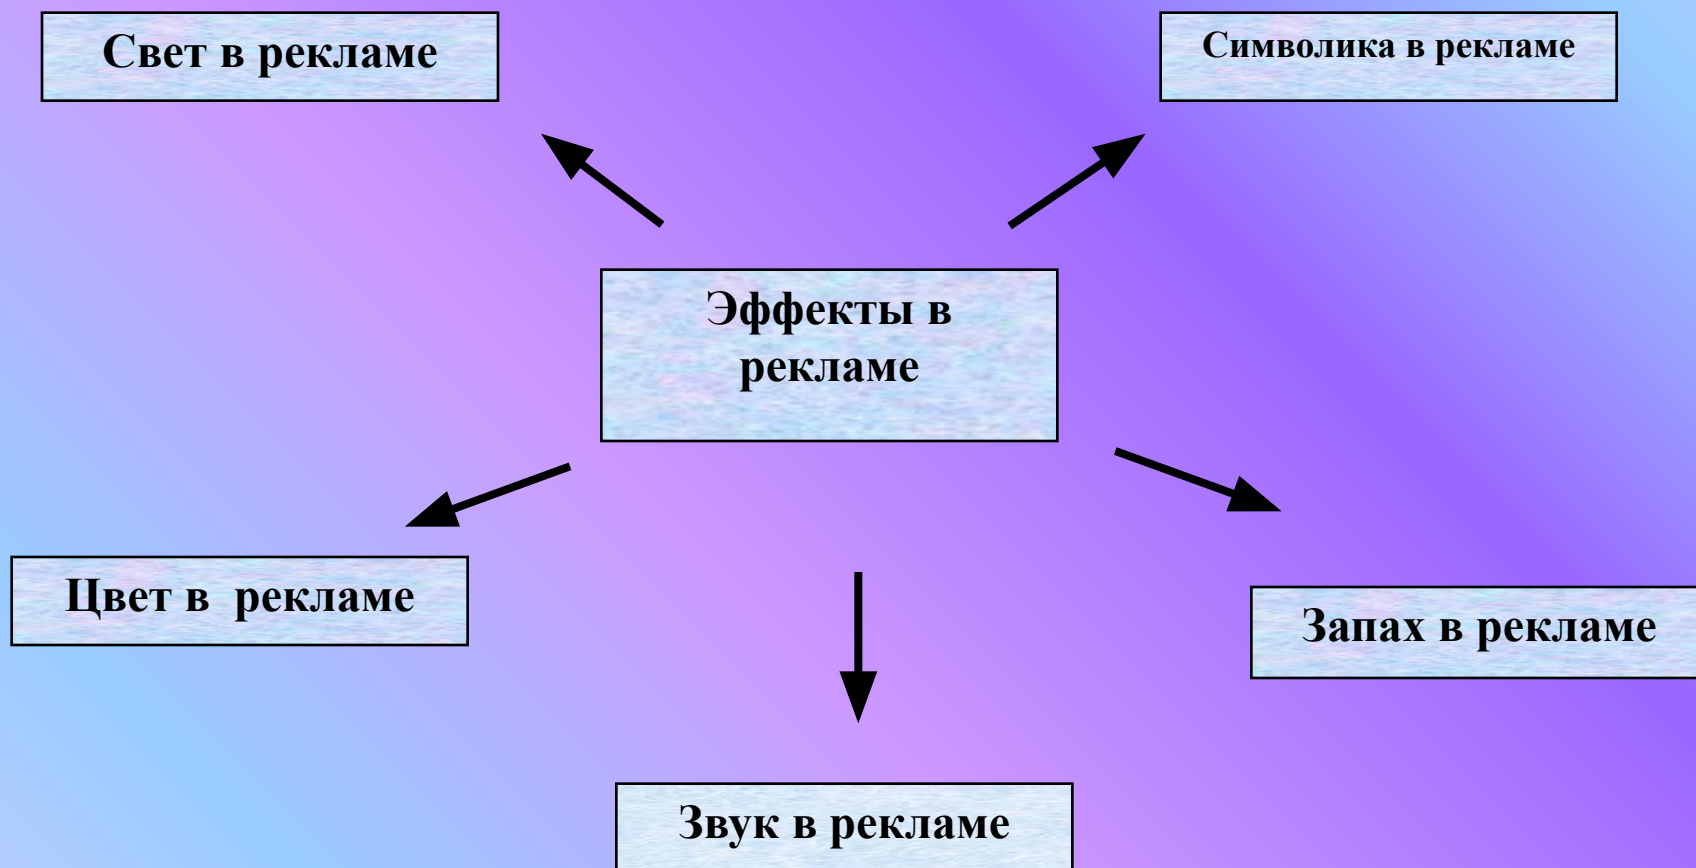 Свет в рекламе
Символика в рекламе
Эффекты в
рекламе
Цвет в  рекламе
Запах в рекламе
Звук в рекламе